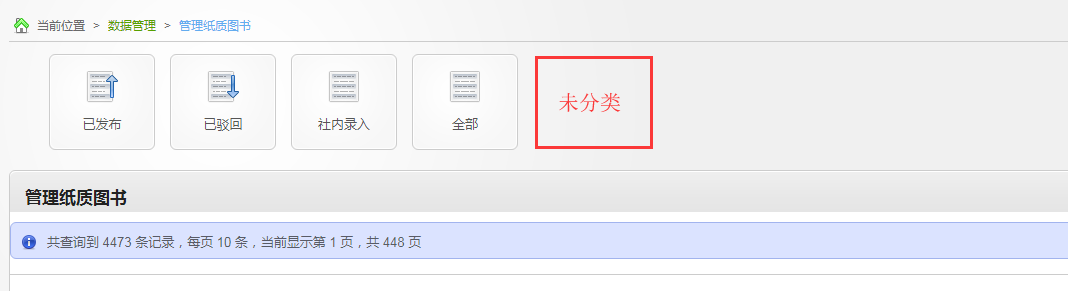 当前位置 > 数据管理 > 管理纸质图书
已发布 已驳回 社内录入 全部 未分类
管理纸质图书
共查询到 4473 条记录，每页 10 条，当前显示第 1 页，共 448 页